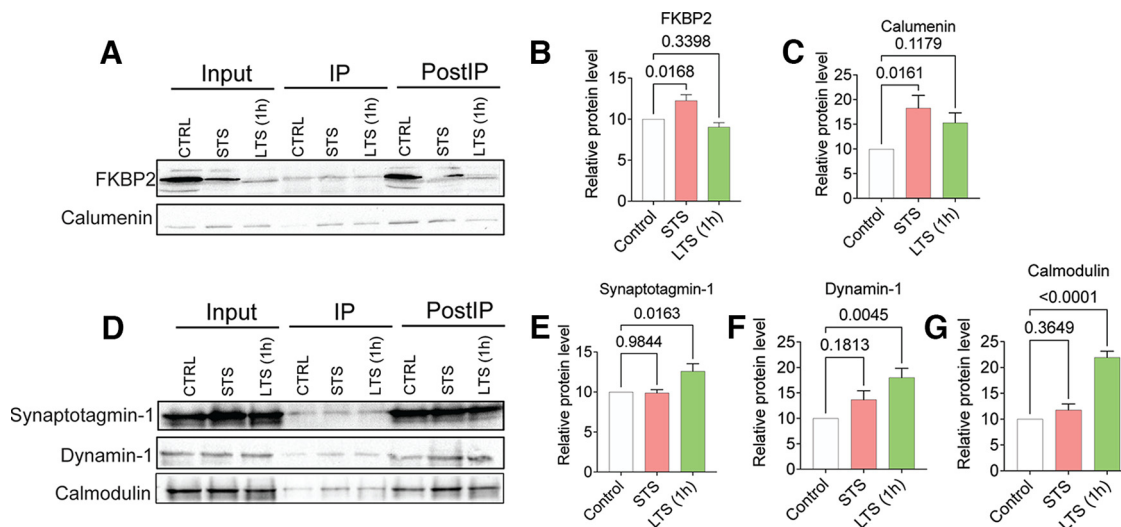 A
Input IP PostIP
CTRL STS LTS (1h) CTRL STS LTS (1h) CTRL STS LTS (1h)
FKBP2
Calumenin
B
FKBP2
0.3398
0.0168
Relative protein level
15
10
5
0
Control STS LTS (1h)
C
Calumenin
0.1179
0.0161
Relative protein level
25
20
15
10
5
0
Control STS LTS (1h)
D
Input IP PostIP
CTRL STS LTS (1h) CTRL STS LTS (1h) CTRL STS LTS (1h)
Synaptotagmin-1
Dynamin-1
Calmodulin
E
Synaptotagmin-1
0.0163
0.9844
Relative protein level
15
10
5
0
Control STS LTS (1h)
F
Dynamin-1
0.0045
0.1813
Relative protein level
25
20
15
10
5
0
Control STS LTS (1h)
G
Calmodulin
<0.0001
0.3649
Relative protein level
25
20
15
10
5
0
Control STS LTS (1h)